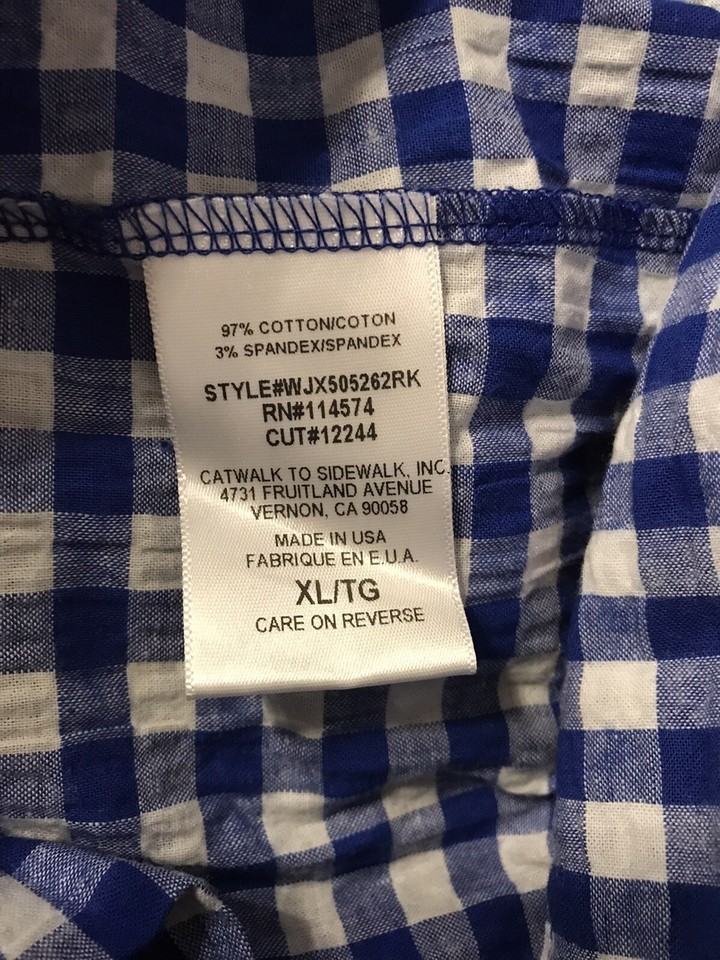 97% COTTON/COTON
3% SPANDEX/SPANDEX
STYLE#WJX505262RK
RN#114574
CUT#12244
CATWALK TO SIDEWALK, INC.
4731 FRUITLAND AVENUE
VERNON, CA 90058
MADE IN USA
FABRIQUE EN E.U.A.
XL/TG
CARE ON REVERSE